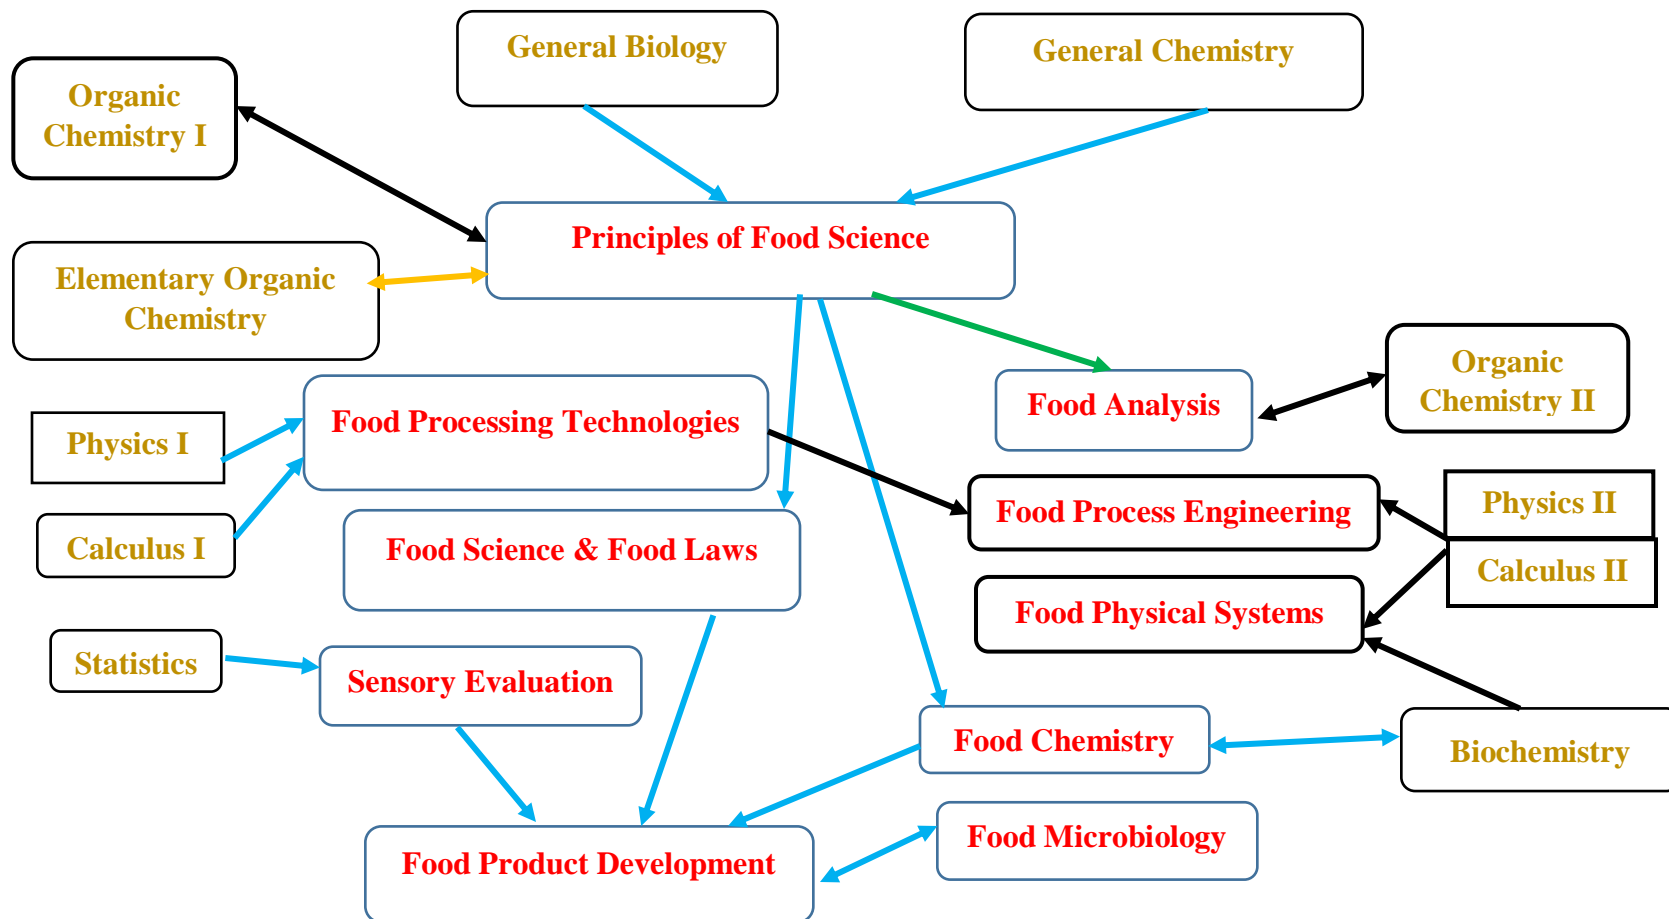 General Biology
General Chemistry
Organic
Chemistry I
Principles of Food Science
Elementary Organic
Chemistry
Organic
Chemistry II
Food Analysis
Food Processing Technologies
Physics I
Food Process Engineering
Physics II
Calculus I
Food Science & Food Laws
Calculus II
Food Physical Systems
Statistics
Sensory Evaluation
Food Chemistry
Biochemistry
Food Microbiology
Food Product Development